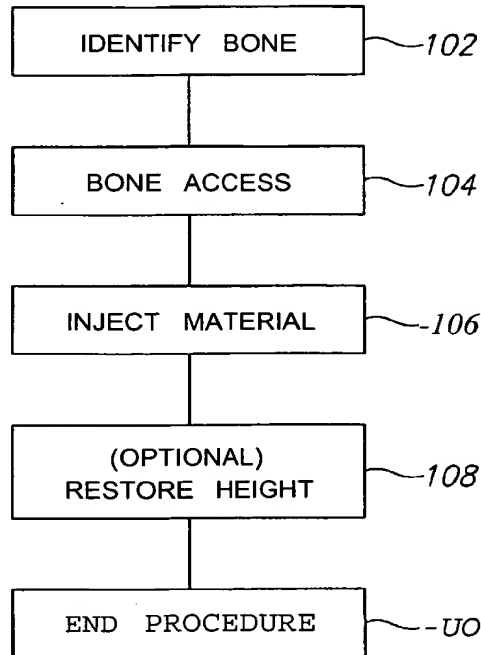 IDENTIFY BONE
102
BONE ACCESS
104
INJECT MATERIAL
-106
(OPTIONAL)
RESTORE HEIGHT
108
END PROCEDURE
-UO